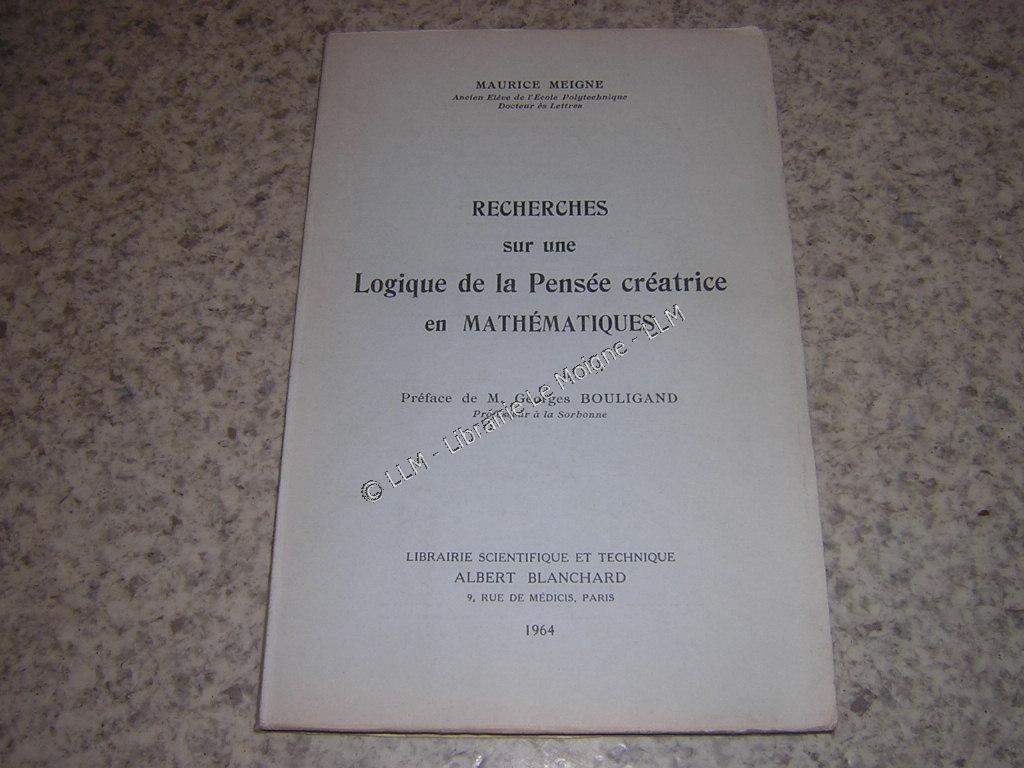 MAURICE MEIGNE
Ancien Elève de l'Ecole Polytechnique
Docteur ès Lettres
RECHERCHES
sur une
Logique de la Pensée créatrice
en MATHÉMATIQUES
Préface de M. Georges BOULIGAND
Professeur à la Sorbonne
© LLM - Librairie Le Moigne - LLM
LIBRAIRIE SCIENTIFIQUE ET TECHNIQUE
ALBERT BLANCHARD
9, RUE DE MÉDICIS, PARIS
1964